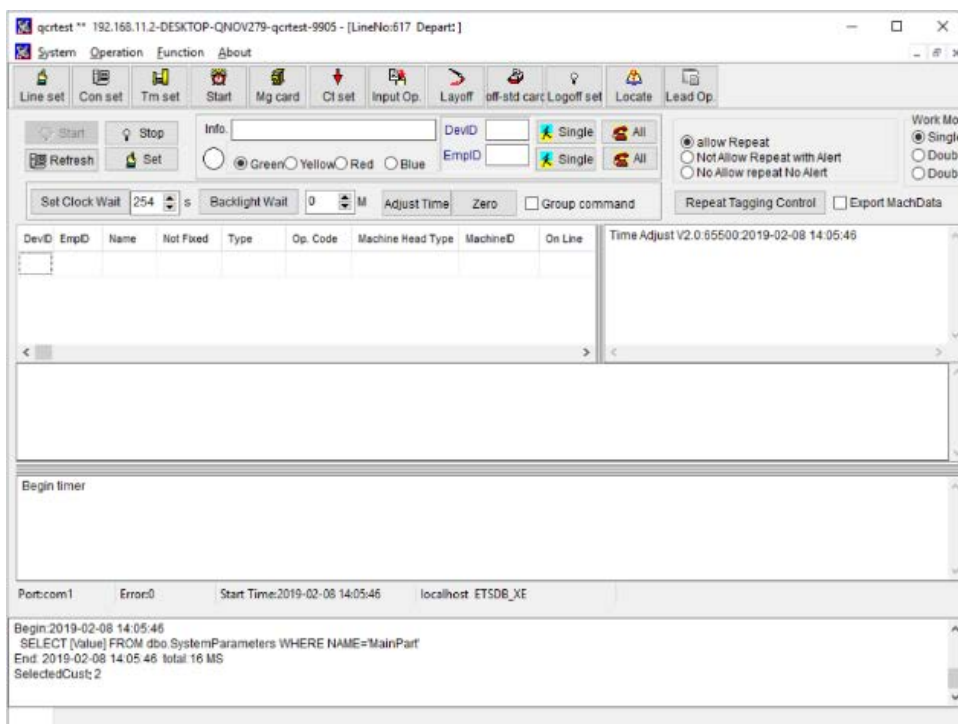 qcrtest ** 192.168.11.2-DESKTOP-QNOV279-qcrtest-9905 - [LineNo:617 Depart: ]
System Operation Function About
Line set Con set Tm set Start Mg card Ct set Input Op. Layoff off-std card Logoff set Locate Lead Op.
Start Stop Info. DevID Single All
Refresh Set Green Yellow Red Blue EmpID Single All
allow Repeat
Not Allow Repeat with Alert
No Allow repeat No Alert
Work Mo
Singl
Doub
Doub
Set Clock Wait 254 s Backlight Wait 0 M Adjust Time Zero Group command Repeat Tagging Control Export MachData
DevID EmpID Name Not Fixed Type Op. Code Machine Head Type MachineID On Line
Time Adjust V2.0:65500:2019-02-08 14:05:46
Begin timer
Port:com1 Error:0 Start Time:2019-02-08 14:05:46 localhost ETSDB_XE
Begin:2019-02-08 14:05:46
SELECT [Value] FROM dbo.SystemParameters WHERE NAME='MainPart'
End: 2019-02-08 14:05:46 total:16 MS
SelectedCust: 2